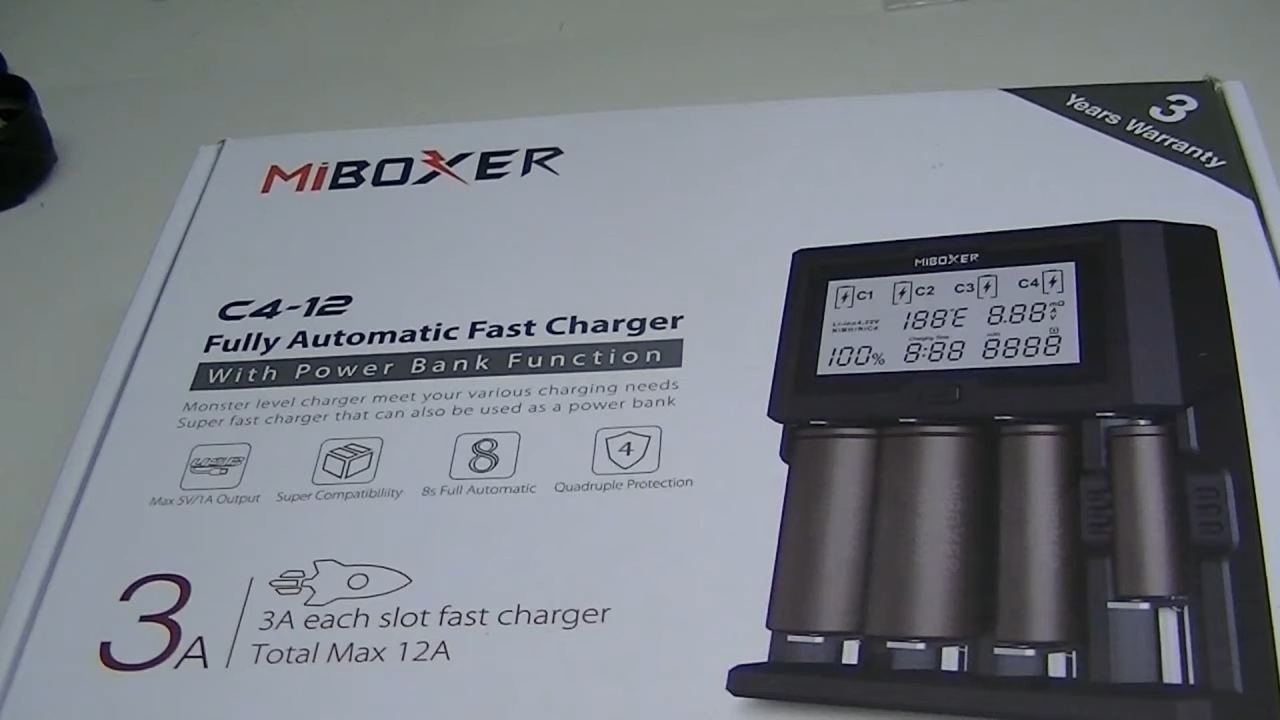 3
Years Warranty
MiBOXER
C4-12
Fully Automatic Fast Charger
With Power Bank Function
Monster level charger meet your various charging needs
Super fast charger that can also be used as a power bank
USB
8
4
Max 5V/1A Output
Super Compatibility
8s Full Automatic
Quadruple Protection
3A
3A each slot fast charger
Total Max 12A
MiBOXER
C1 C2 C3 C4
188°E 8.88
100% 8:88 8888